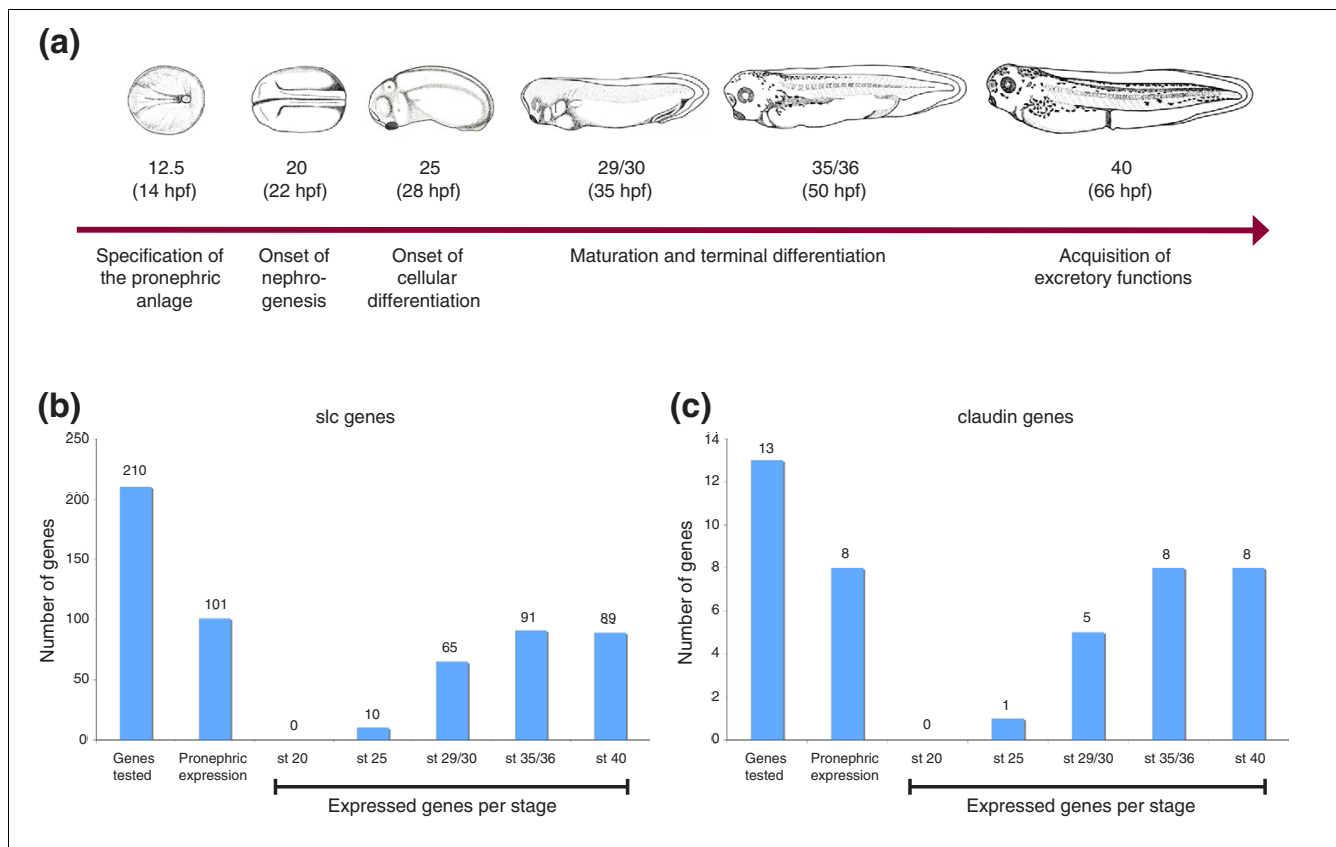 (a)
12.5
(14 hpf)
20
(22 hpf)
25
(28 hpf)
29/30
(35 hpf)
35/36
(50 hpf)
40
(66 hpf)
Specification of
the pronephric
anlage
Onset of
nephro-
genesis
Onset of
cellular
differentiation
Maturation and terminal differentiation
Acquisition of
excretory functions
(b)
slc genes
Number of genes
250
200
150
100
50
0
210
101
0
10
65
91
89
Genes
tested
Pronephric
expression
st 20
st 25
st 29/30
st 35/36
st 40
Expressed genes per stage
(c)
claudin genes
Number of genes
14
12
10
8
6
4
2
0
13
8
0
1
5
8
8
Genes
tested
Pronephric
expression
st 20
st 25
st 29/30
st 35/36
st 40
Expressed genes per stage